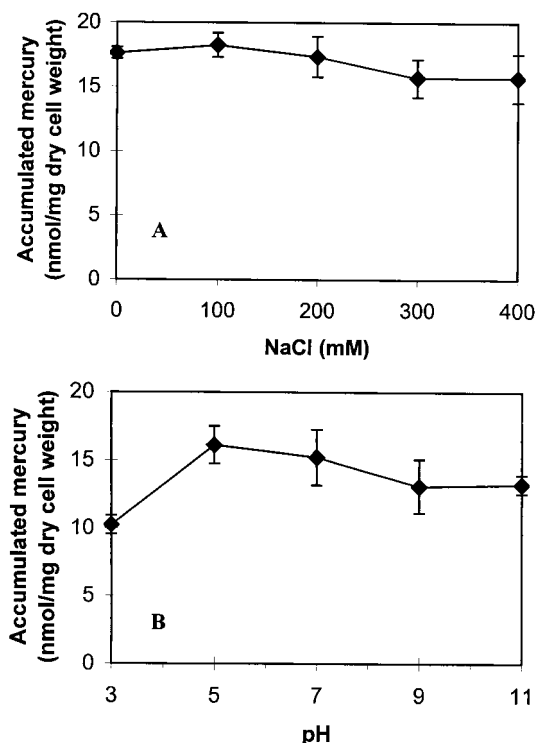 Accumulated mercury
(nmol/mg dry cell weight)
20
15
10
5
0
A
0 100 200 300 400
NaCl (mM)
Accumulated mercury
(nmol/mg dry cell weight)
20
15
10
5
0
B
3 5 7 9 11
pH